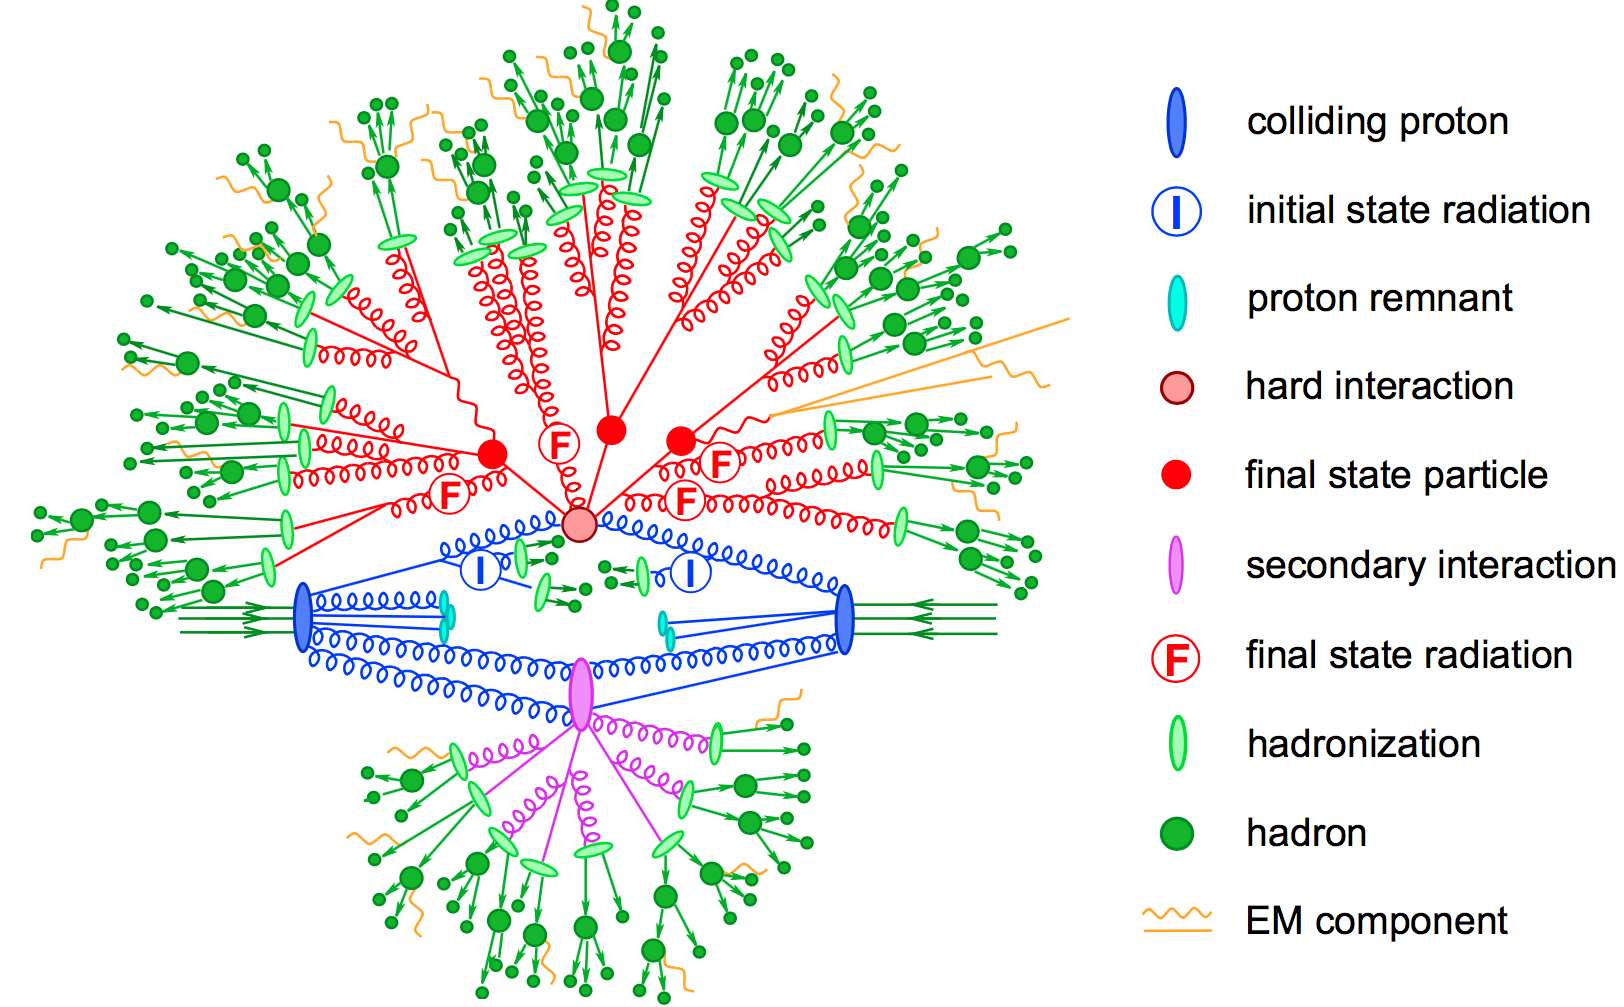 colliding proton
I
initial state radiation
proton remnant
hard interaction
final state particle
secondary interaction
F
final state radiation
hadronization
hadron
EM component
F
F
F
F
I
I